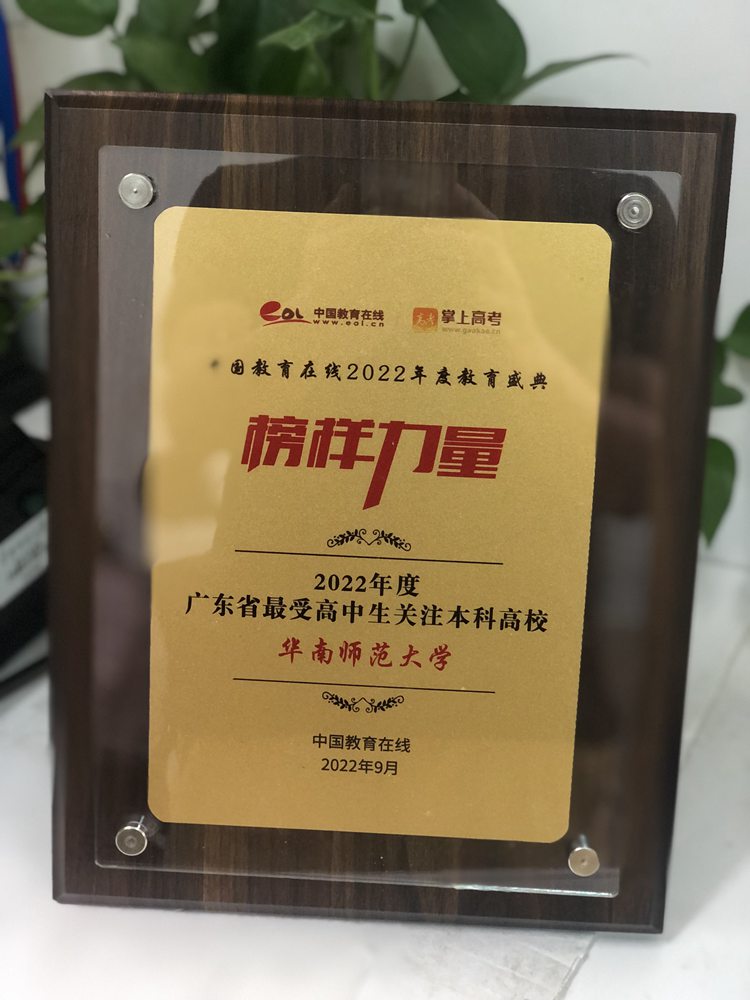 eol 中国教育在线 掌上高考
www.eol.cn www.gaokao.cn
国教育在线2022年度教育盛典
榜样力量
2022年度
广东省最受高中生关注本科高校
华南师范大学
中国教育在线
2022年9月